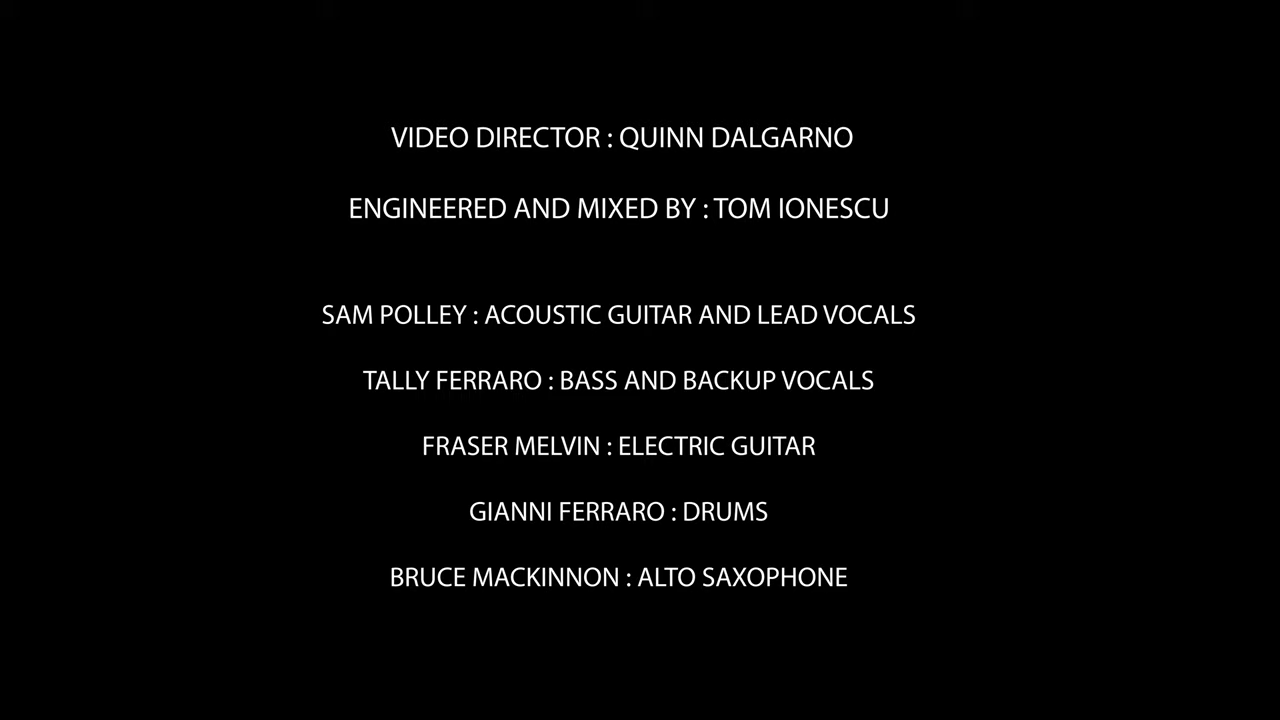 VIDEO DIRECTOR : QUINN DALGARNO
ENGINEERED AND MIXED BY : TOM IONESCU
SAM POLLEY : ACOUSTIC GUITAR AND LEAD VOCALS
TALLY FERRARO : BASS AND BACKUP VOCALS
FRASER MELVIN : ELECTRIC GUITAR
GIANNI FERRARO : DRUMS
BRUCE MACKINNON : ALTO SAXOPHONE